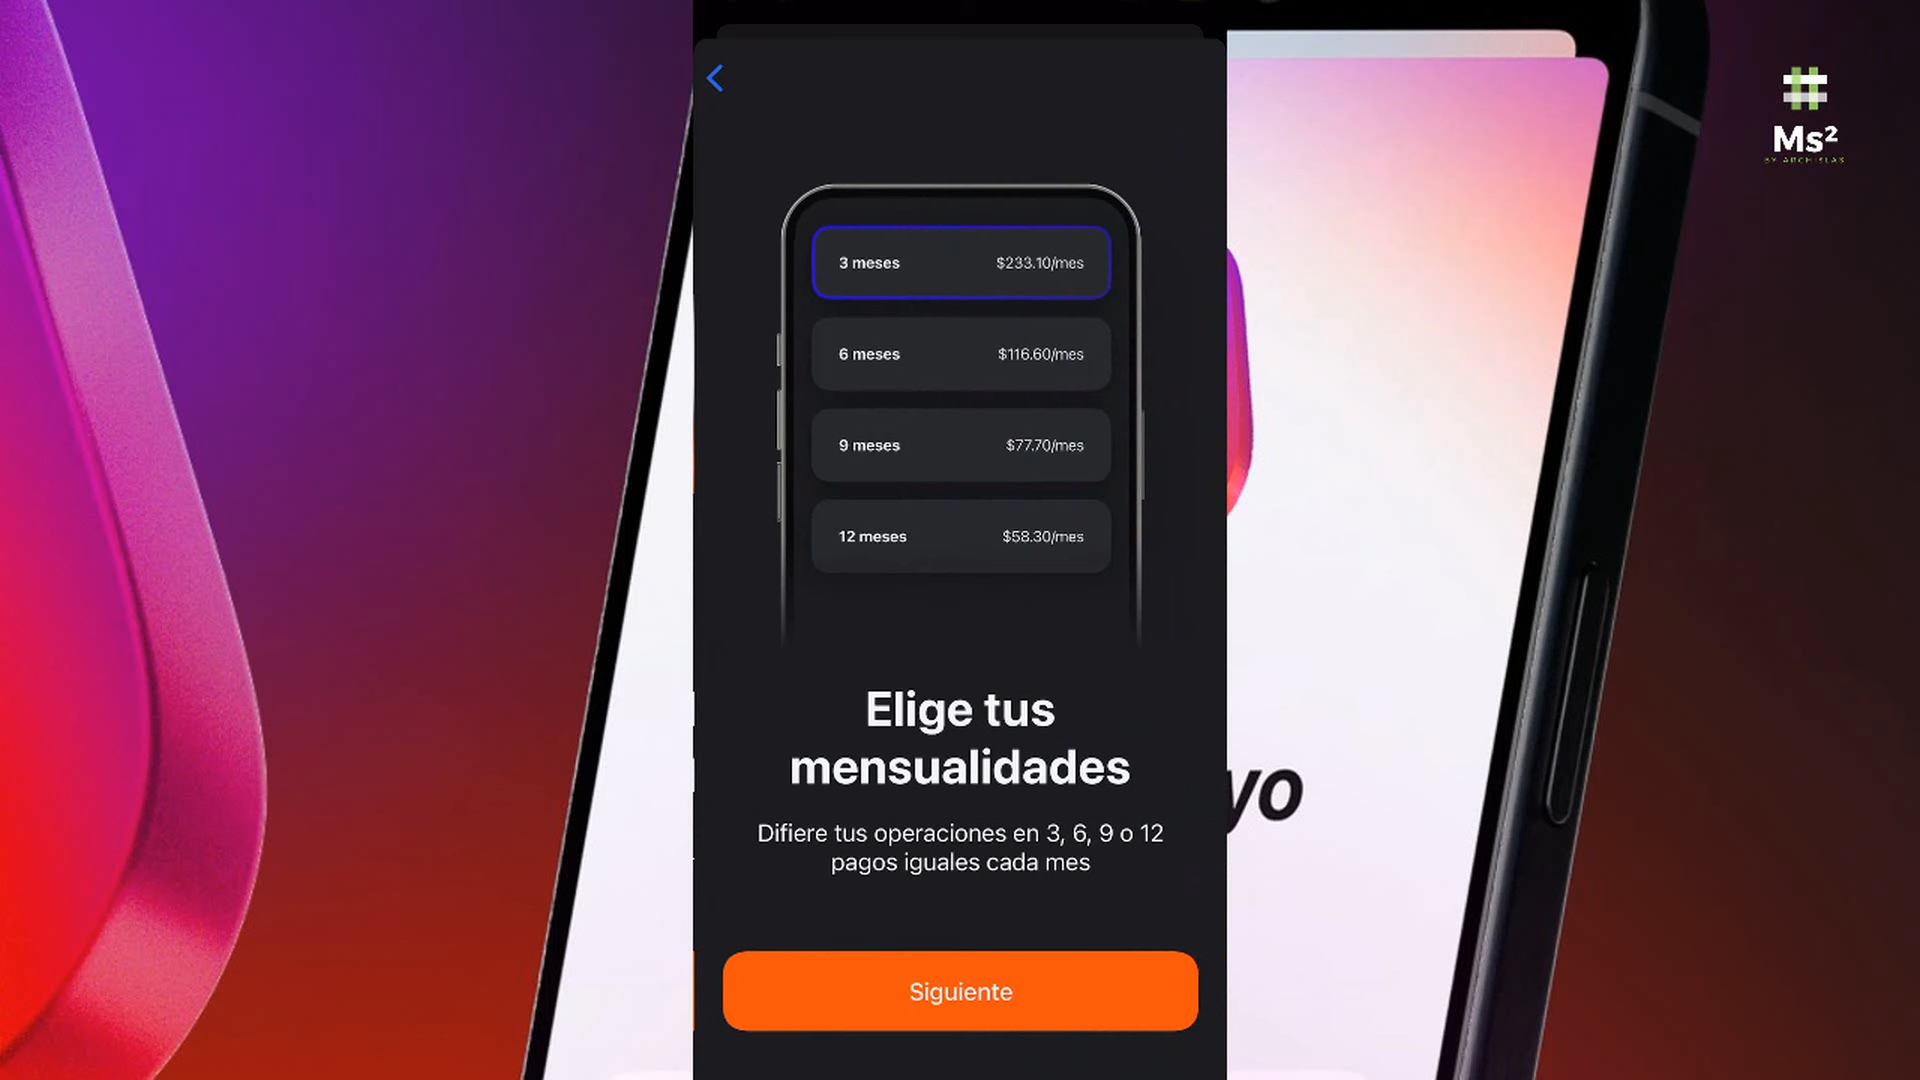 3 meses $233.10/mes
6 meses $116.60/mes
9 meses $77.70/mes
12 meses $58.30/mes
Elige tus
mensualidades
Difiere tus operaciones en 3, 6, 9 o 12
pagos iguales cada mes
Siguiente
yo
Ms²
BY ARCHISLAS